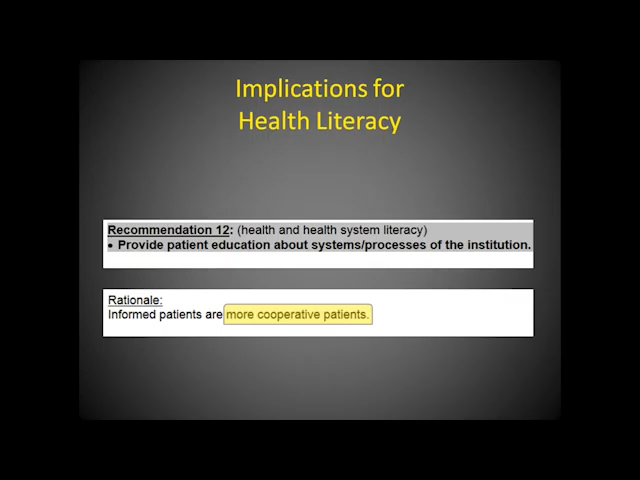 Implications for
Health Literacy
Recommendation 12: (health and health system literacy)
• Provide patient education about systems/processes of the institution.
Rationale:
Informed patients are more cooperative patients.